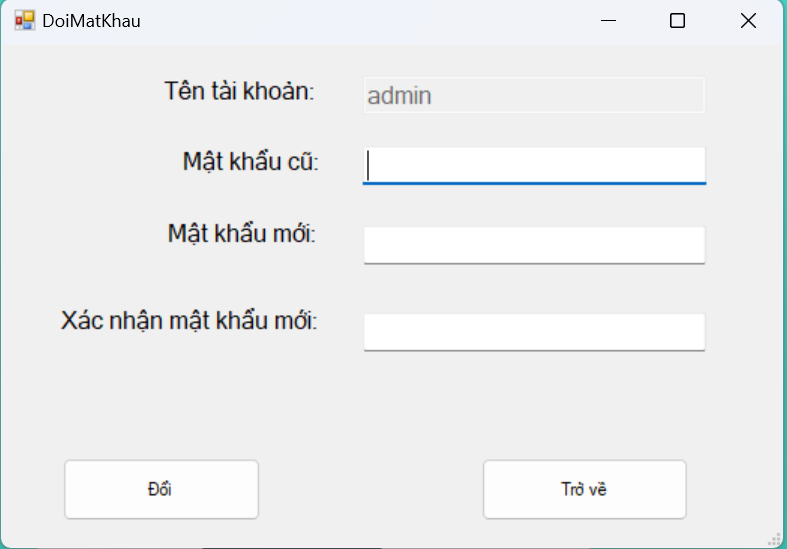 DoiMatKhau
Tên tài khoản: admin
Mật khẩu cũ:
Mật khẩu mới:
Xác nhận mật khẩu mới:
Đổi Trở về